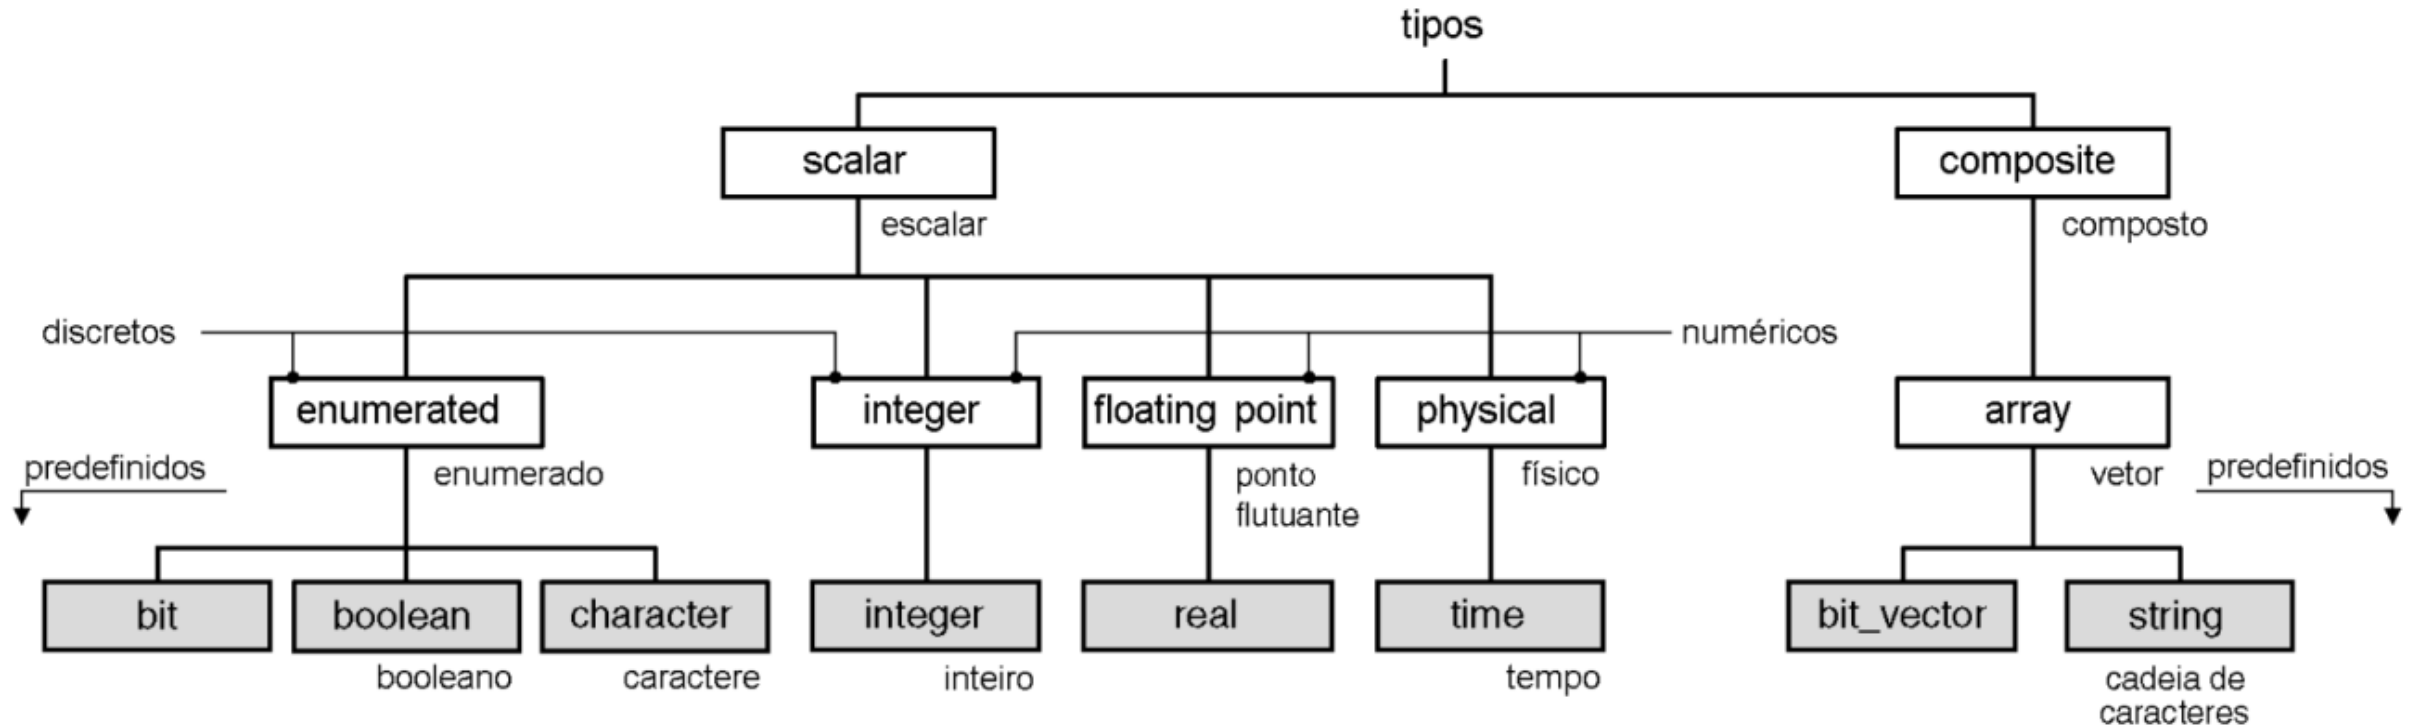 tipos
scalar
composite
escalar
composto
discretos
numéricos
enumerated
integer
floating point
physical
array
predefinidos
enumerado
ponto
flutuante
físico
vetor
predefinidos
bit
boolean
character
integer
real
time
bit_vector
string
booleano
caractere
inteiro
tempo
cadeia de
caracteres